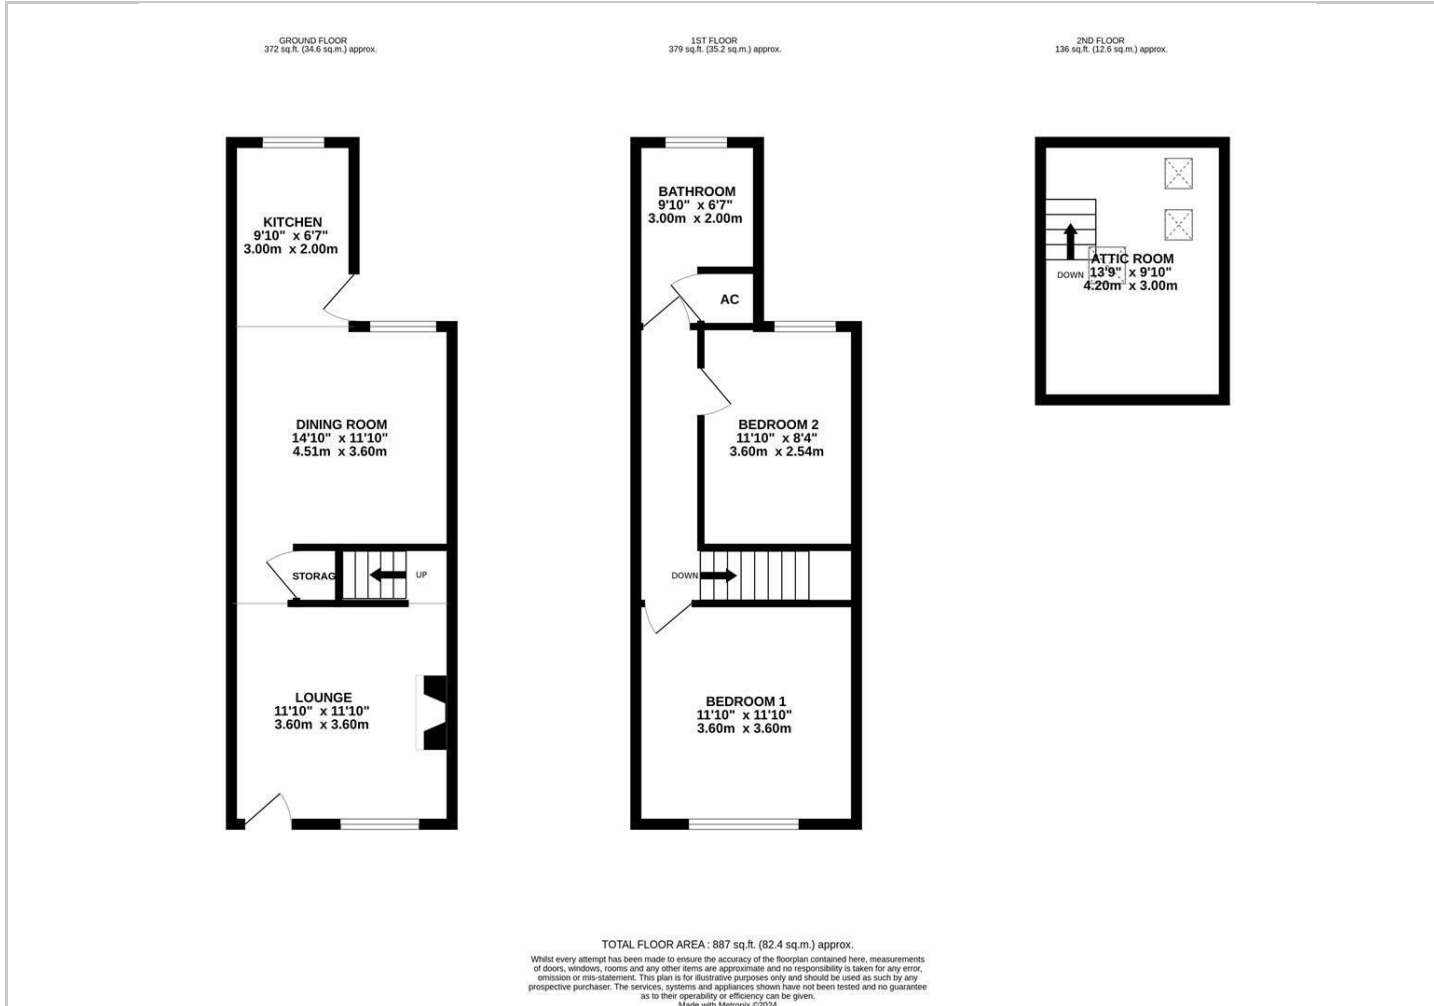 GROUND FLOOR
372 sq.ft. (34.6 sq.m.) approx.
1ST FLOOR
379 sq.ft. (35.2 sq.m.) approx.
2ND FLOOR
136 sq.ft. (12.6 sq.m.) approx.
KITCHEN
9'10" x 6'7"
3.00m x 2.00m
DINING ROOM
14'10" x 11'10"
4.51m x 3.60m
STORAG
UP
LOUNGE
11'10" x 11'10"
3.60m x 3.60m
BATHROOM
9'10" x 6'7"
3.00m x 2.00m
AC
BEDROOM 2
11'10" x 8'4"
3.60m x 2.54m
DOWN
BEDROOM 1
11'10" x 11'10"
3.60m x 3.60m
DOWN
ATTIC ROOM
13'9" x 9'10"
4.20m x 3.00m
TOTAL FLOOR AREA : 887 sq.ft. (82.4 sq.m.) approx.
Whilst every attempt has been made to ensure the accuracy of the floorplan contained here, measurements
of doors, windows, rooms and any other items are approximate and no responsibility is taken for any error,
omission or mis-statement. This plan is for illustrative purposes only and should be used as such by any
prospective purchaser. The services, systems and appliances shown have not been tested and no guarantee
as to their operability or efficiency can be given.
Made with Metropix ©2024